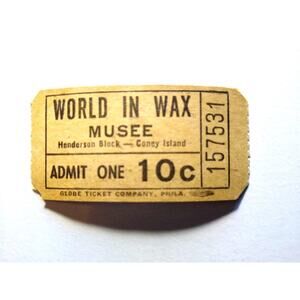 WORLD IN WAX
MUSEE
Henderson Block — Coney Island
ADMIT ONE 10c
GLOBE TICKET COMPANY, PHILA.
157531